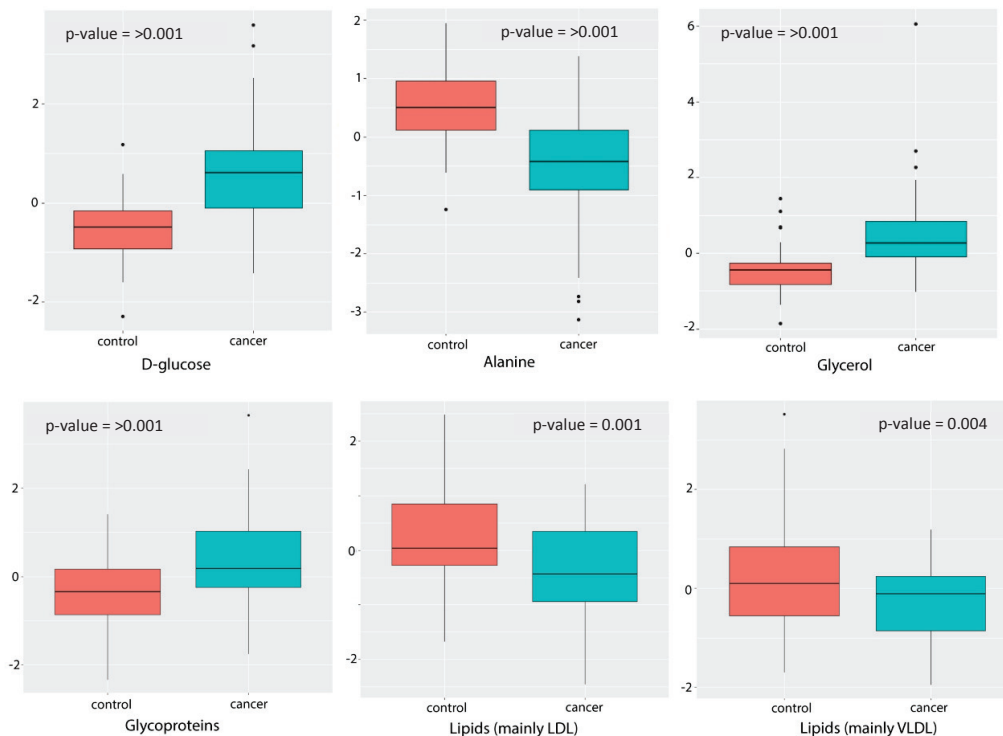 p-value = >0.001
2
0
-2
control cancer
D-glucose
p-value = >0.001
2
1
0
-1
-2
-3
control cancer
Alanine
p-value = >0.001
6
4
2
0
-2
control cancer
Glycerol
p-value = >0.001
2
0
-2
control cancer
Glycoproteins
p-value = 0.001
2
0
-2
control cancer
Lipids (mainly LDL)
p-value = 0.004
2
0
-2
control cancer
Lipids (mainly VLDL)